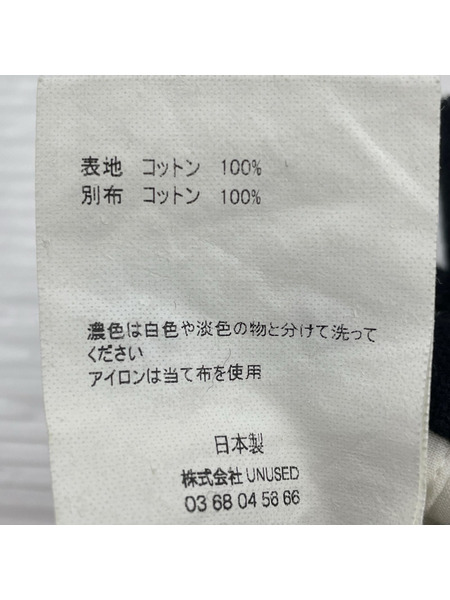 表地 コットン 100%
別布 コットン 100%
濃色は白色や淡色の物と分けて洗って
ください
アイロンは当て布を使用
日本製
株式会社 UNUSED
03 68 04 58 66